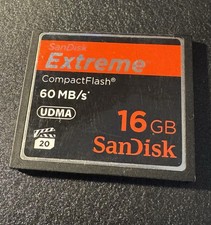 SanDisk
Extreme
CompactFlash®
60 MB/s*
UDMA
16 GB
20
SanDisk